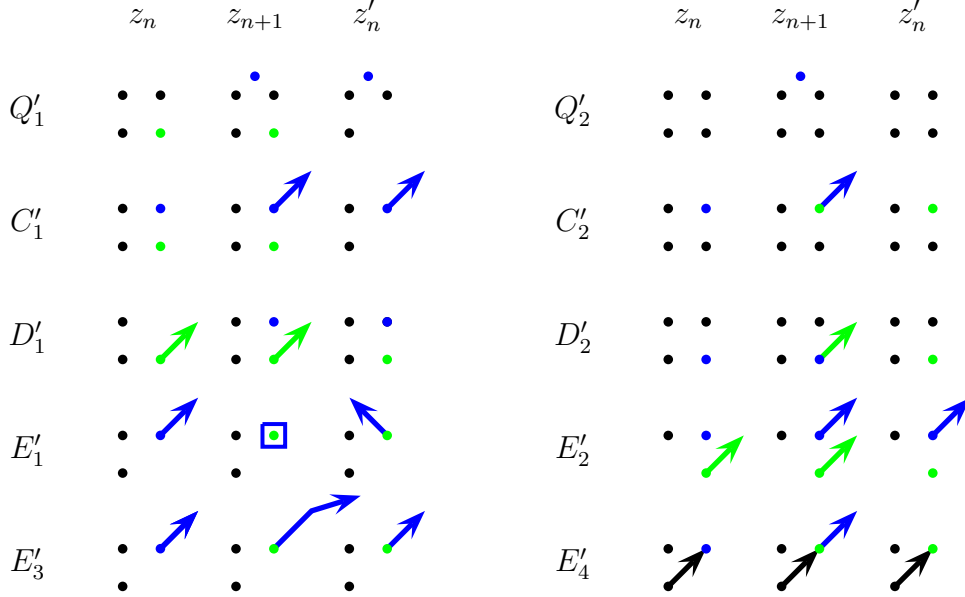 z_n z_{n+1} z'_n z_n z_{n+1} z'_n
Q'_1 Q'_2
C'_1 C'_2
D'_1 D'_2
E'_1 E'_2
E'_3 E'_4